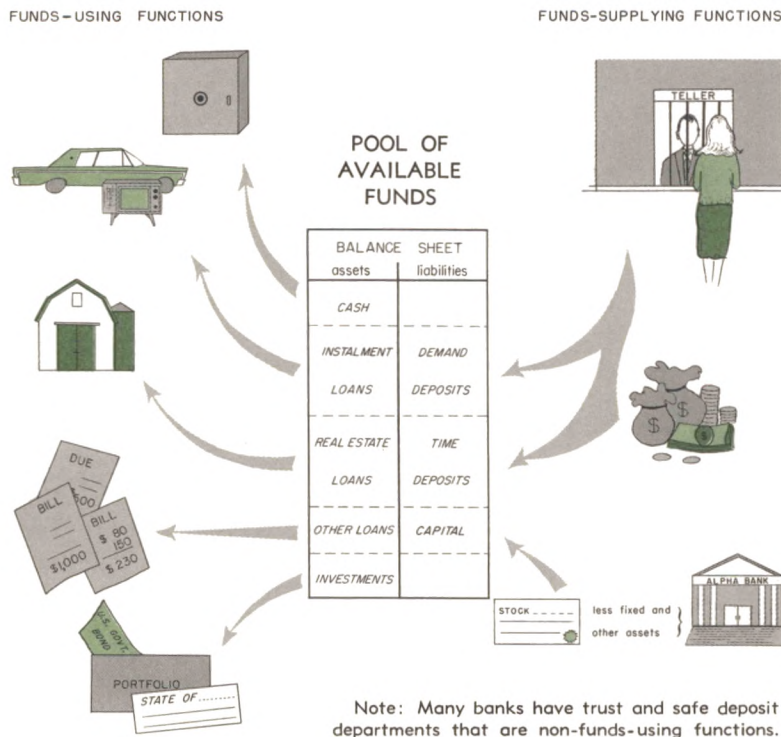 FUNDS-USING FUNCTIONS
FUNDS-SUPPLYING FUNCTIONS
TELLER
POOL OF
AVAILABLE
FUNDS
BALANCE SHEET
assets liabilities
CASH
INSTALMENT DEMAND
LOANS DEPOSITS
REAL ESTATE TIME
LOANS DEPOSITS
OTHER LOANS CAPITAL
INVESTMENTS
$ $
DUE
$500
BILL
$1,000
BILL
$ 80
150
$ 230
U.S. GOVT.
BOND
PORTFOLIO
STATE OF.........
STOCK
less fixed and
other assets
ALPHA BANK
Note: Many banks have trust and safe deposit
departments that are non-funds-using functions.